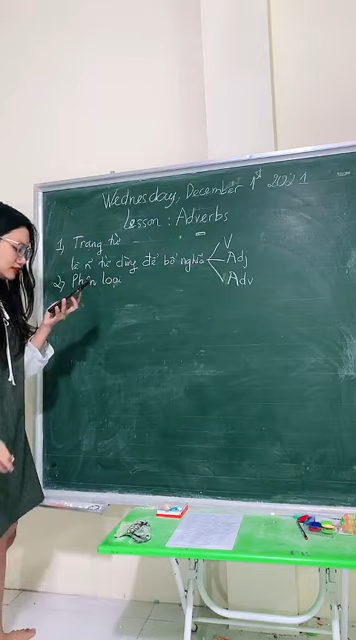 Wednesday, December 1st 2021
Lesson : Adverbs
1) Trạng từ
là từ dùng để bổ nghĩa V
Adj
Adv
2) Phân loại